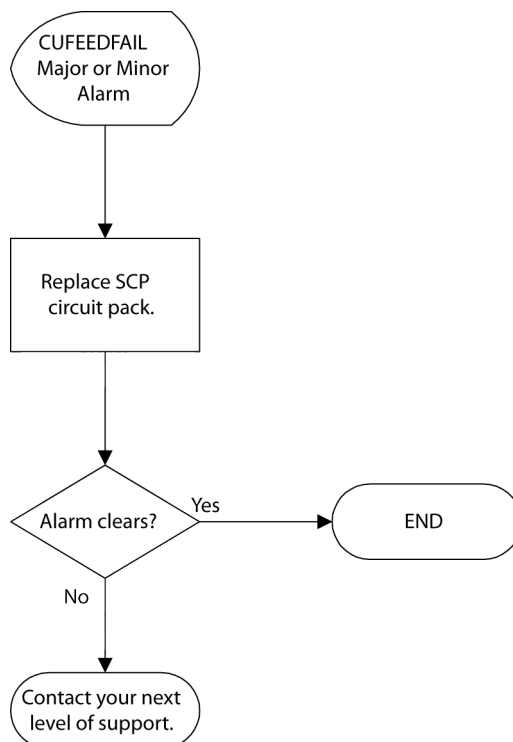 CUFEEDFAIL
Major or Minor
Alarm
Replace SCP
circuit pack.
Alarm clears?
Yes
END
No
Contact your next
level of support.